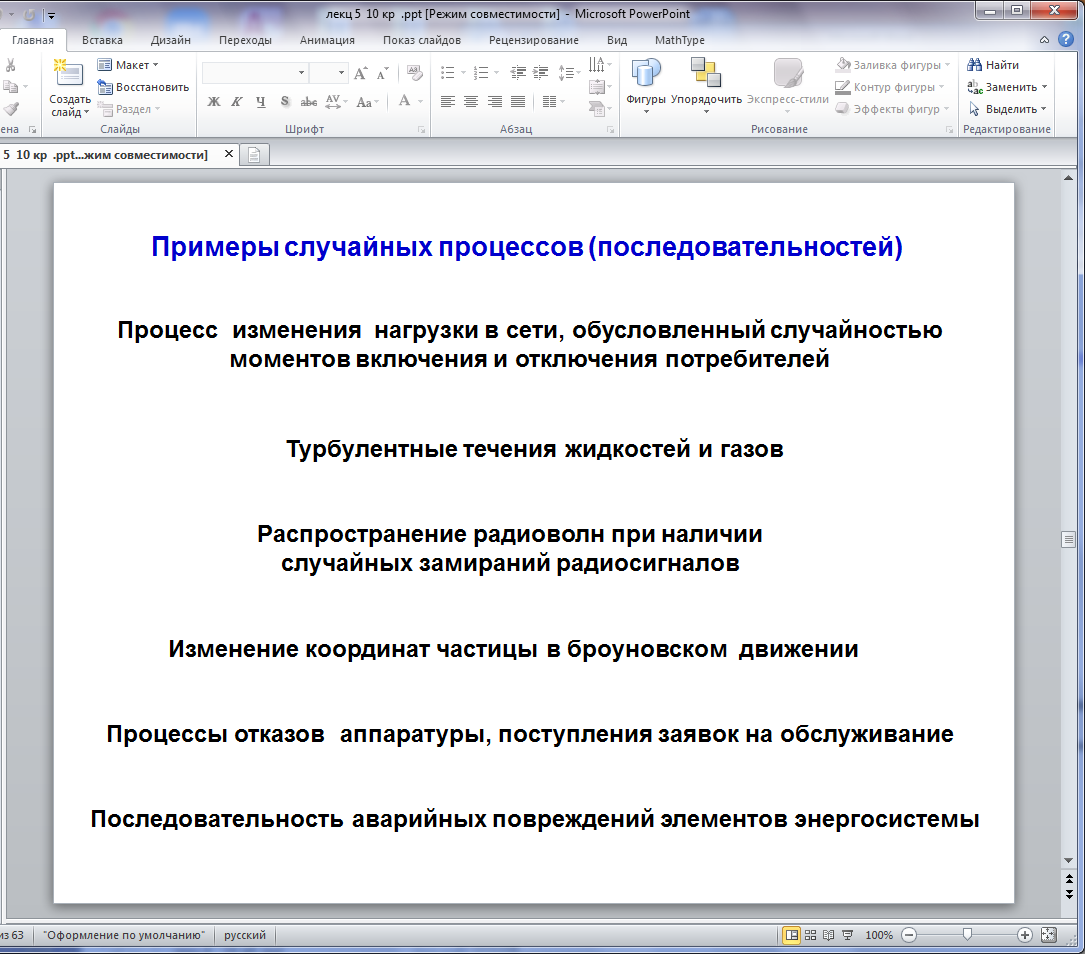 лекц 5 10 кр .ppt [Режим совместимости] - Microsoft PowerPoint
Главная Вставка Дизайн Переходы Анимация Показ слайдов Рецензирование Вид MathType
Создать слайд
Макет
Восстановить
Раздел
Ж К Ч S abc AV Aa А
Фигуры Упорядочить Экспресс-стили
Заливка фигуры
Контур фигуры
Эффекты фигур
Найти
Заменить
Выделить
ена Слайды Шрифт Абзац Рисование Редактирование
5 10 кр .ppt...жим совместимости]
Примеры случайных процессов (последовательностей)
Процесс изменения нагрузки в сети, обусловленный случайностью
моментов включения и отключения потребителей
Турбулентные течения жидкостей и газов
Распространение радиоволн при наличии
случайных замираний радиосигналов
Изменение координат частицы в броуновском движении
Процессы отказов аппаратуры, поступления заявок на обслуживание
Последовательность аварийных повреждений элементов энергосистемы
из 63 "Оформление по умолчанию" русский 100%